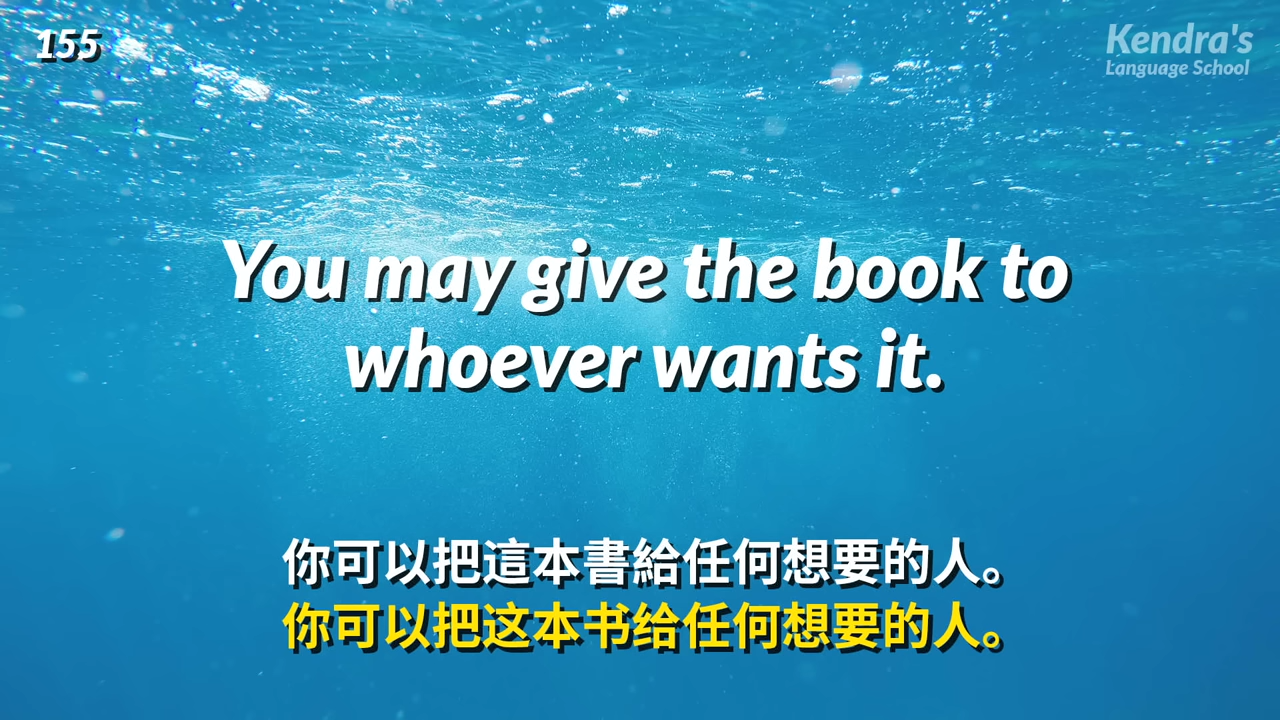 155
Kendra's
Language School
You may give the book to
whoever wants it.
你可以把這本書給任何想要的人。
你可以把这本书给任何想要的人。